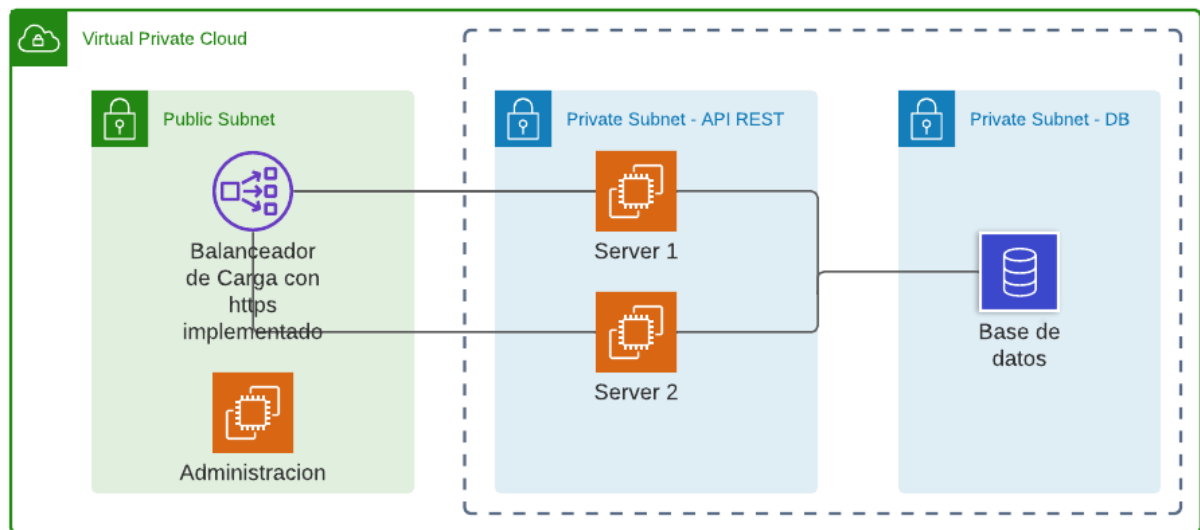 Virtual Private Cloud
Public Subnet
Balanceador
de Carga con
https
implementado
Administracion
Private Subnet - API REST
Server 1
Server 2
Private Subnet - DB
Base de
datos